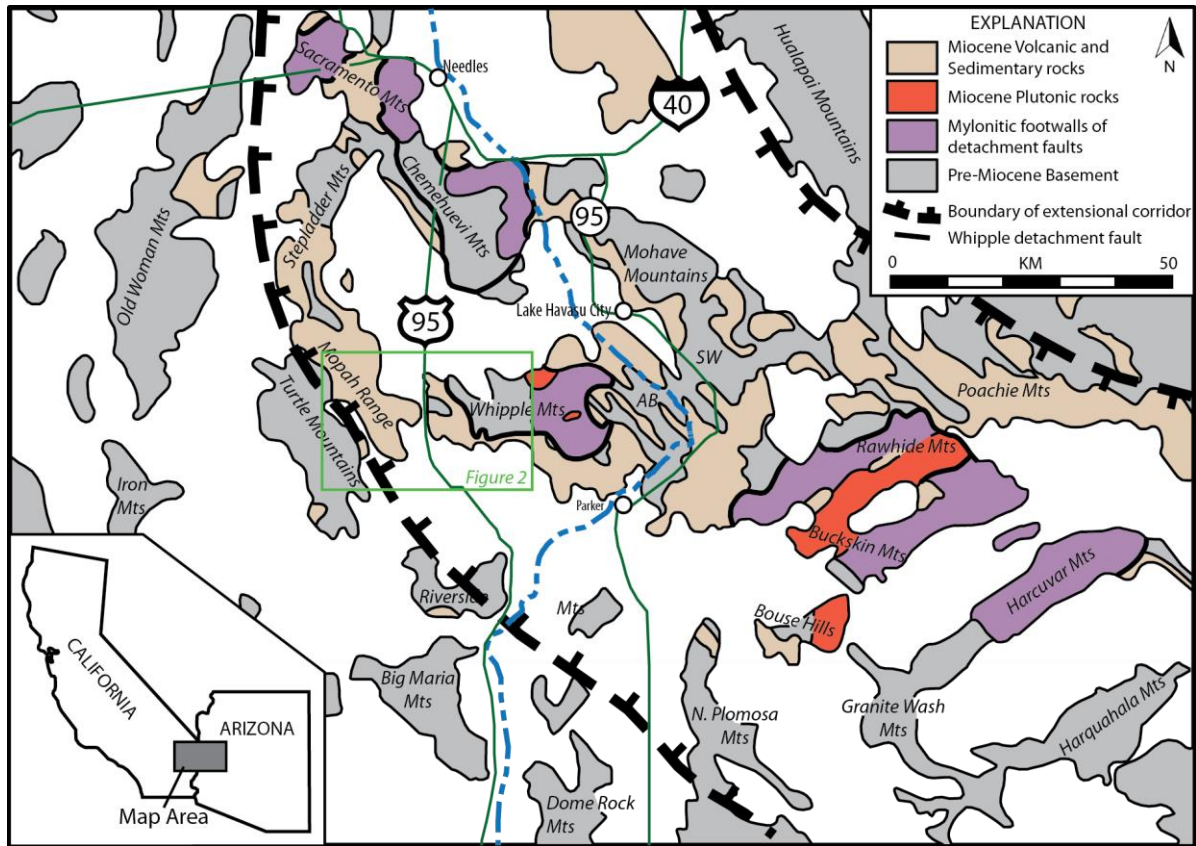 EXPLANATION
Miocene Volcanic and
Sedimentary rocks
Miocene Plutonic rocks
Mylonitic footwalls of
detachment faults
Pre-Miocene Basement
Boundary of extensional corridor
Whipple detachment fault
0 KM 50
N
Sacramento Mts
Needles
40
Hualapai Mountains
Old Woman Mts
Stepladder Mts
Chemehuevi Mts
95
Mohave
Mountains
Lake Havasu City
95
SW
Mopah Range
Turtle Mountains
Whipple Mts
AB
Poachie Mts
Figure 2
Iron
Mts
Parker
Rawhide Mts
Buckskin Mts
Harcuvar Mts
Riverside
Mts
Bouse Hills
Big Maria
Mts
N. Plomosa
Mts
Granite Wash
Mts
Harquahala Mts
Dome Rock
Mts
CALIFORNIA
ARIZONA
Map Area